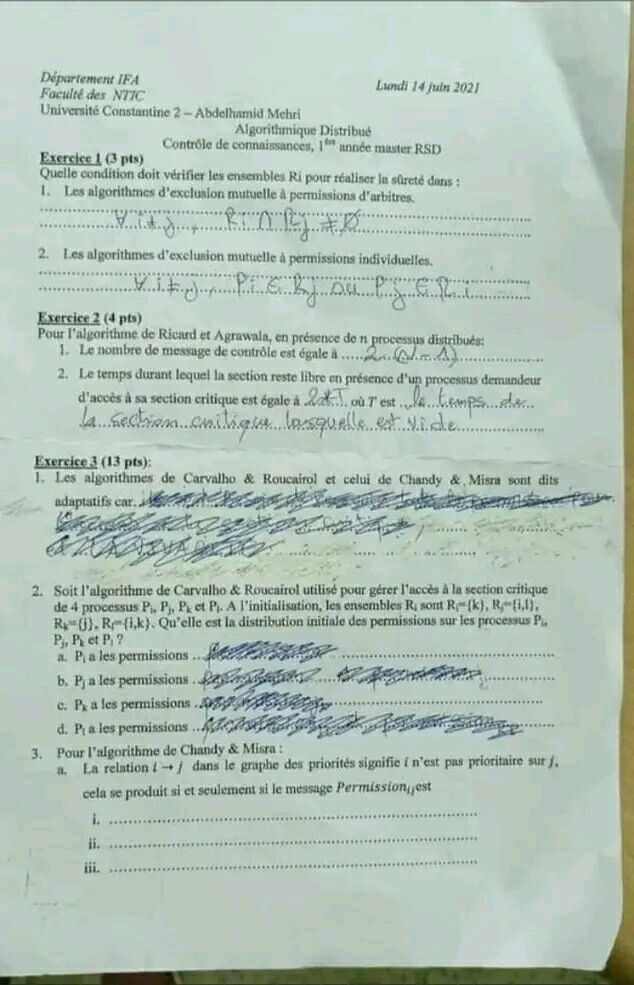 Département IFA
Lundi 14 juin 2021
Faculté des NTIC
Université Constantine 2 – Abdelhamid Mehri
Algorithmique Distribué
Contrôle de connaissances, 1ère année master RSD
Exercice 1 (3 pts)
Quelle condition doit vérifier les ensembles Ri pour réaliser la sûreté dans :
1. Les algorithmes d'exclusion mutuelle à permissions d'arbitres.
∀ i≠j, Ri ∩ Rj ≠ Ø
2. Les algorithmes d'exclusion mutuelle à permissions individuelles.
∀ i≠j, Pi ∈ Rj ou Pj ∈ Ri
Exercice 2 (4 pts)
Pour l'algorithme de Ricard et Agrawala, en présence de n processus distribués:
1. Le nombre de message de contrôle est égale à ..... 2 (N-1)
2. Le temps durant lequel la section reste libre en présence d'un processus demandeur
d'accès à sa section critique est égale à 2*T où T est le temps de
la section critique lorsquelle est vide
Exercice 3 (13 pts):
1. Les algorithmes de Carvalho & Roucairol et celui de Chandy & Misra sont dits
adaptatifs car
2. Soit l'algorithme de Carvalho & Roucairol utilisé pour gérer l'accès à la section critique
de 4 processus Pi, Pj, Pk et Pl. A l'initialisation, les ensembles Ri sont Ri={k}, Rj={i,l},
Rk={j}, Rl={i,k}. Qu'elle est la distribution initiale des permissions sur les processus Pi,
Pj, Pk et Pl ?
a. Pi a les permissions
b. Pj a les permissions
c. Pk a les permissions
d. Pl a les permissions
3. Pour l'algorithme de Chandy & Misra :
a. La relation i → j dans le graphe des priorités signifie i n'est pas prioritaire sur j,
cela se produit si et seulement si le message Permissionij est
i.
ii.
iii.